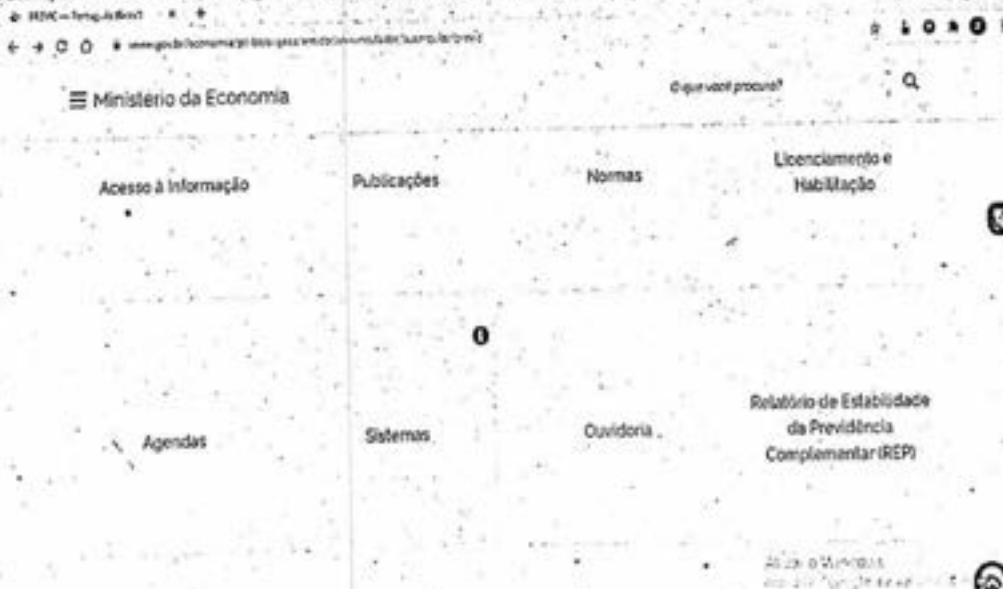 Ministério da Economia
O que você procura?
Acesso à Informação
Publicações
Normas
Licenciamento e
Habilitação
Agendas
Sistemas
Ouvidoria
Relatório de Estabilidade
da Previdência
Complementar (REP)